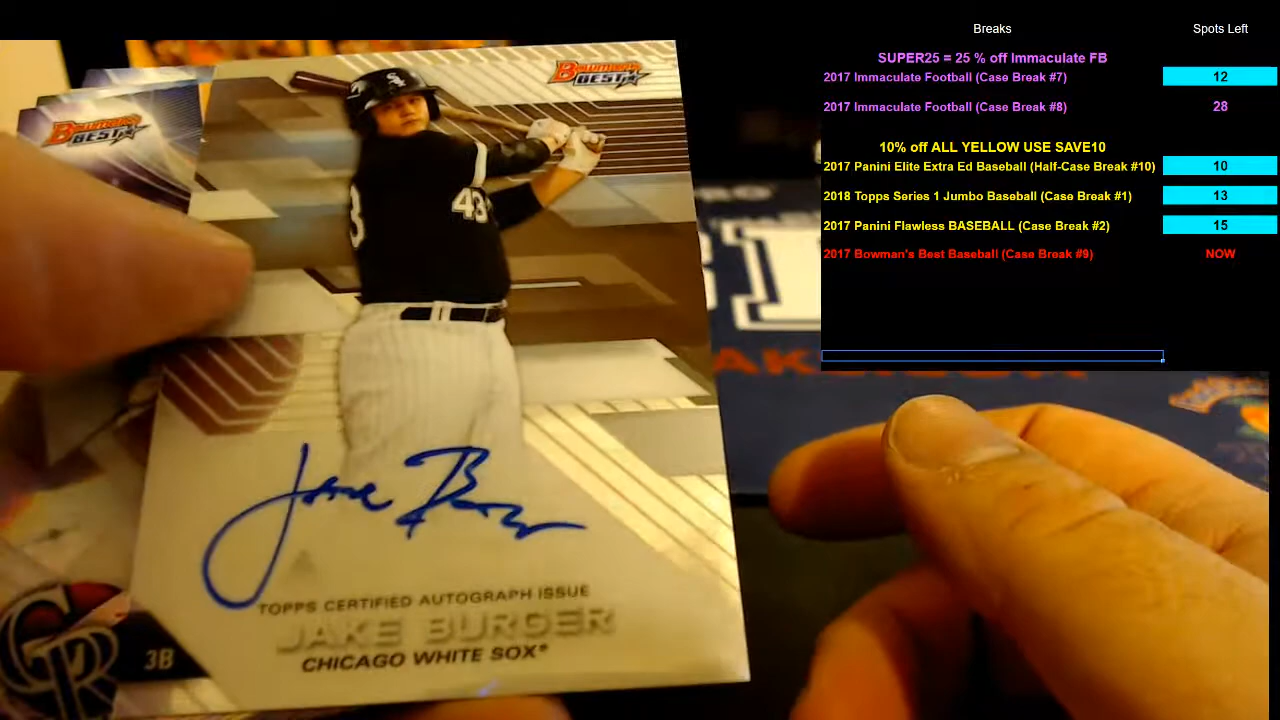 Breaks Spots Left
SUPER25 = 25 % off Immaculate FB
2017 Immaculate Football (Case Break #7) 12
2017 Immaculate Football (Case Break #8) 28
10% off ALL YELLOW USE SAVE10
2017 Panini Elite Extra Ed Baseball (Half-Case Break #10) 10
2018 Topps Series 1 Jumbo Baseball (Case Break #1) 13
2017 Panini Flawless BASEBALL (Case Break #2) 15
2017 Bowman's Best Baseball (Case Break #9) NOW
BOWMAN'S BEST
BOWMAN'S BEST
43
Jake Burger
TOPPS CERTIFIED AUTOGRAPH ISSUE
JAKE BURGER
CHICAGO WHITE SOX®
CR
3B